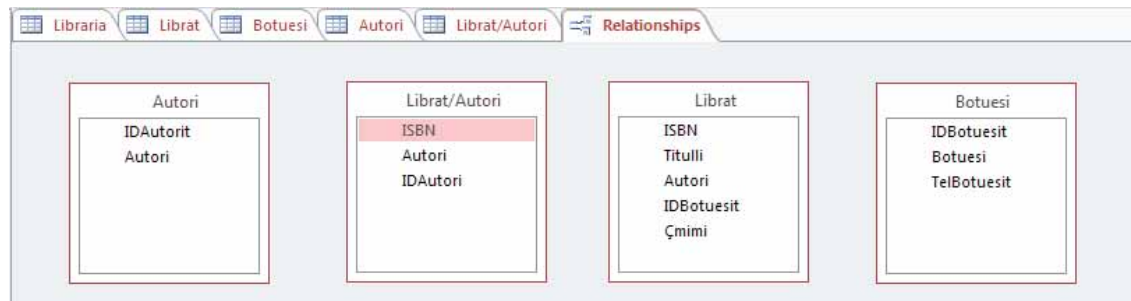 Libraria Librat Botuesi Autori Librat/Autori Relationships
Autori
IDAutorit
Autori
Librat/Autori
ISBN
Autori
IDAutori
Librat
ISBN
Titulli
Autori
IDBotuesit
Çmimi
Botuesi
IDBotuesit
Botuesi
TelBotuesit